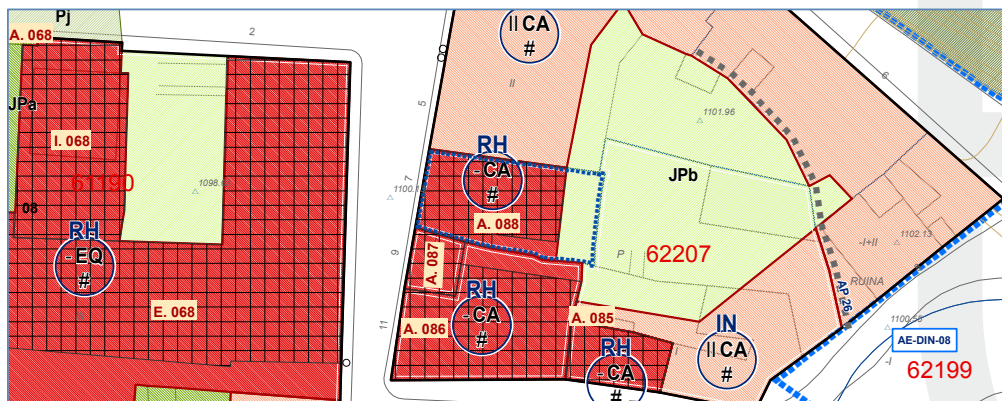 Pj
A. 068
2
JPa
I. 068
61190
08
RH
- EQ
#
E. 068
II CA
#
II
5
7
9
11
RH
- CA
#
A. 088
A. 087
RH
- CA
#
A. 086
A. 085
RH
- CA
#
1101.96
JPb
62207
P
6
-I+II
1102.13
RUINA
AP 26
IN
II CA
#
I
1100.58
AE-DIN-08
-I
62199